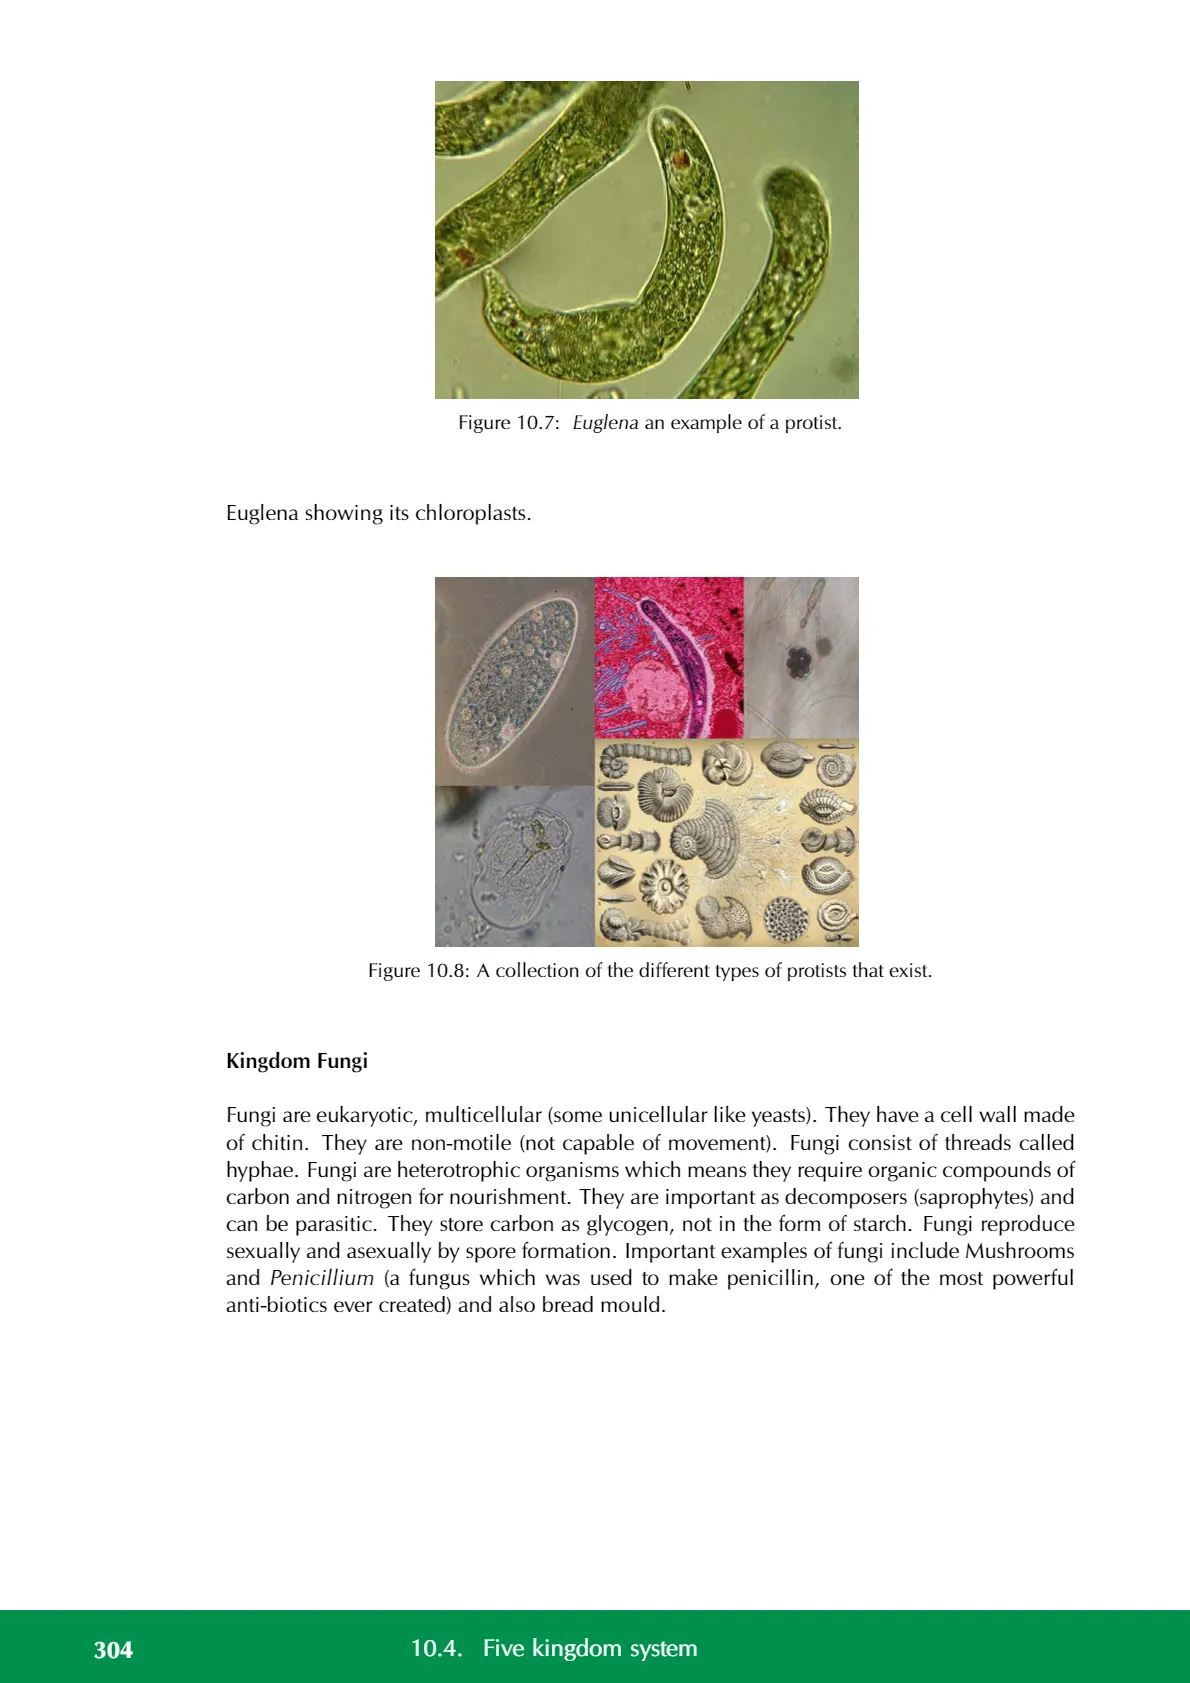 Figure 10.7: Euglena an example of a protist.
Euglena showing its chloroplasts.
Figure 10.8: A collection of the different types of protists that exist.
Kingdom Fungi
Fungi are eukaryotic, multicellular (some unicellular like yeasts). They have a cell wall made
of chitin. They are non-motile (not capable of movement). Fungi consist of threads called
hyphae. Fungi are heterotrophic organisms which means they require organic compounds of
carbon and nitrogen for nourishment. They are important as decomposers (saprophytes) and
can be parasitic. They store carbon as glycogen, not in the form of starch. Fungi reproduce
sexually and asexually by spore formation. Important examples of fungi include Mushrooms
and Penicillium (a fungus which was used to make penicillin, one of the most powerful
anti-biotics ever created) and also bread mould.
304 10.4. Five kingdom system